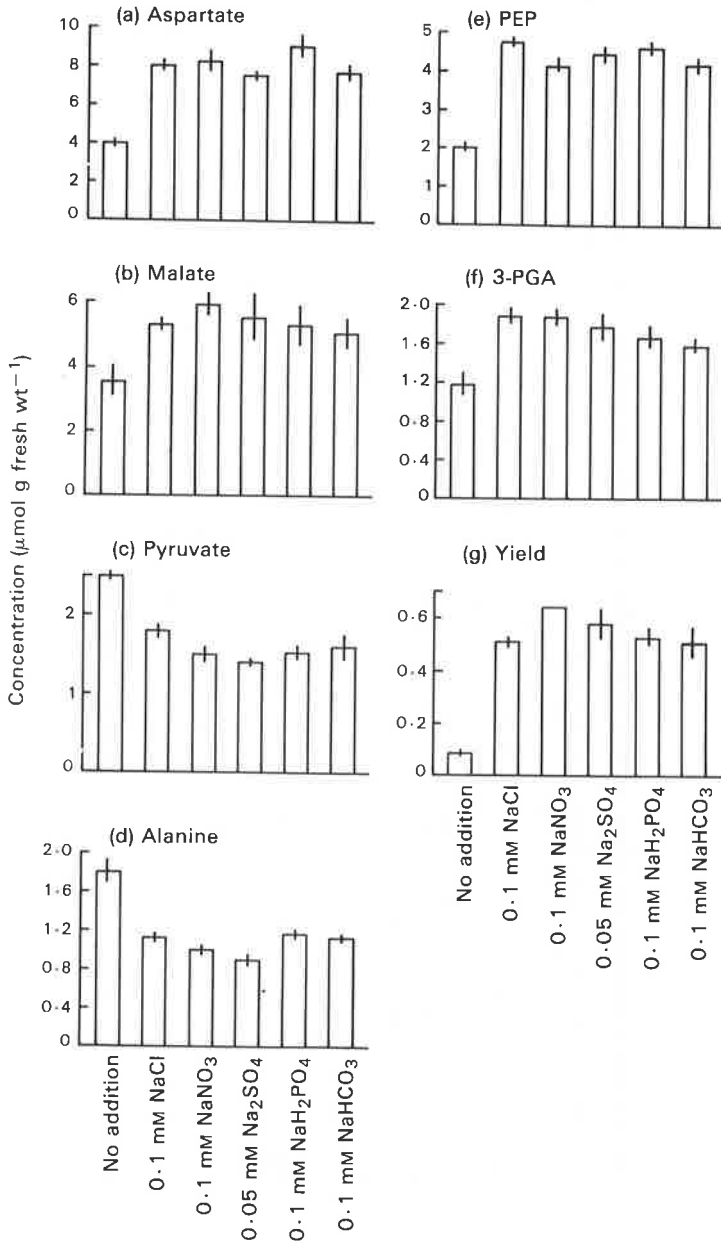 (a) Aspartate
10
8
6
4
2
0
(b) Malate
6
4
2
0
(c) Pyruvate
2
1
0
(d) Alanine
2·0
1·6
1·2
0·8
0·4
0
No addition
0·1 mM NaCl
0·1 mM NaNO₃
0·05 mM Na₂SO₄
0·1 mM NaH₂PO₄
0·1 mM NaHCO₃
Concentration (μmol g fresh wt⁻¹)
(e) PEP
5
4
3
2
1
0
(f) 3-PGA
2·0
1·6
1·2
0·8
0·4
0
(g) Yield
0·6
0·4
0·2
0
No addition
0·1 mM NaCl
0·1 mM NaNO₃
0·05 mM Na₂SO₄
0·1 mM NaH₂PO₄
0·1 mM NaHCO₃